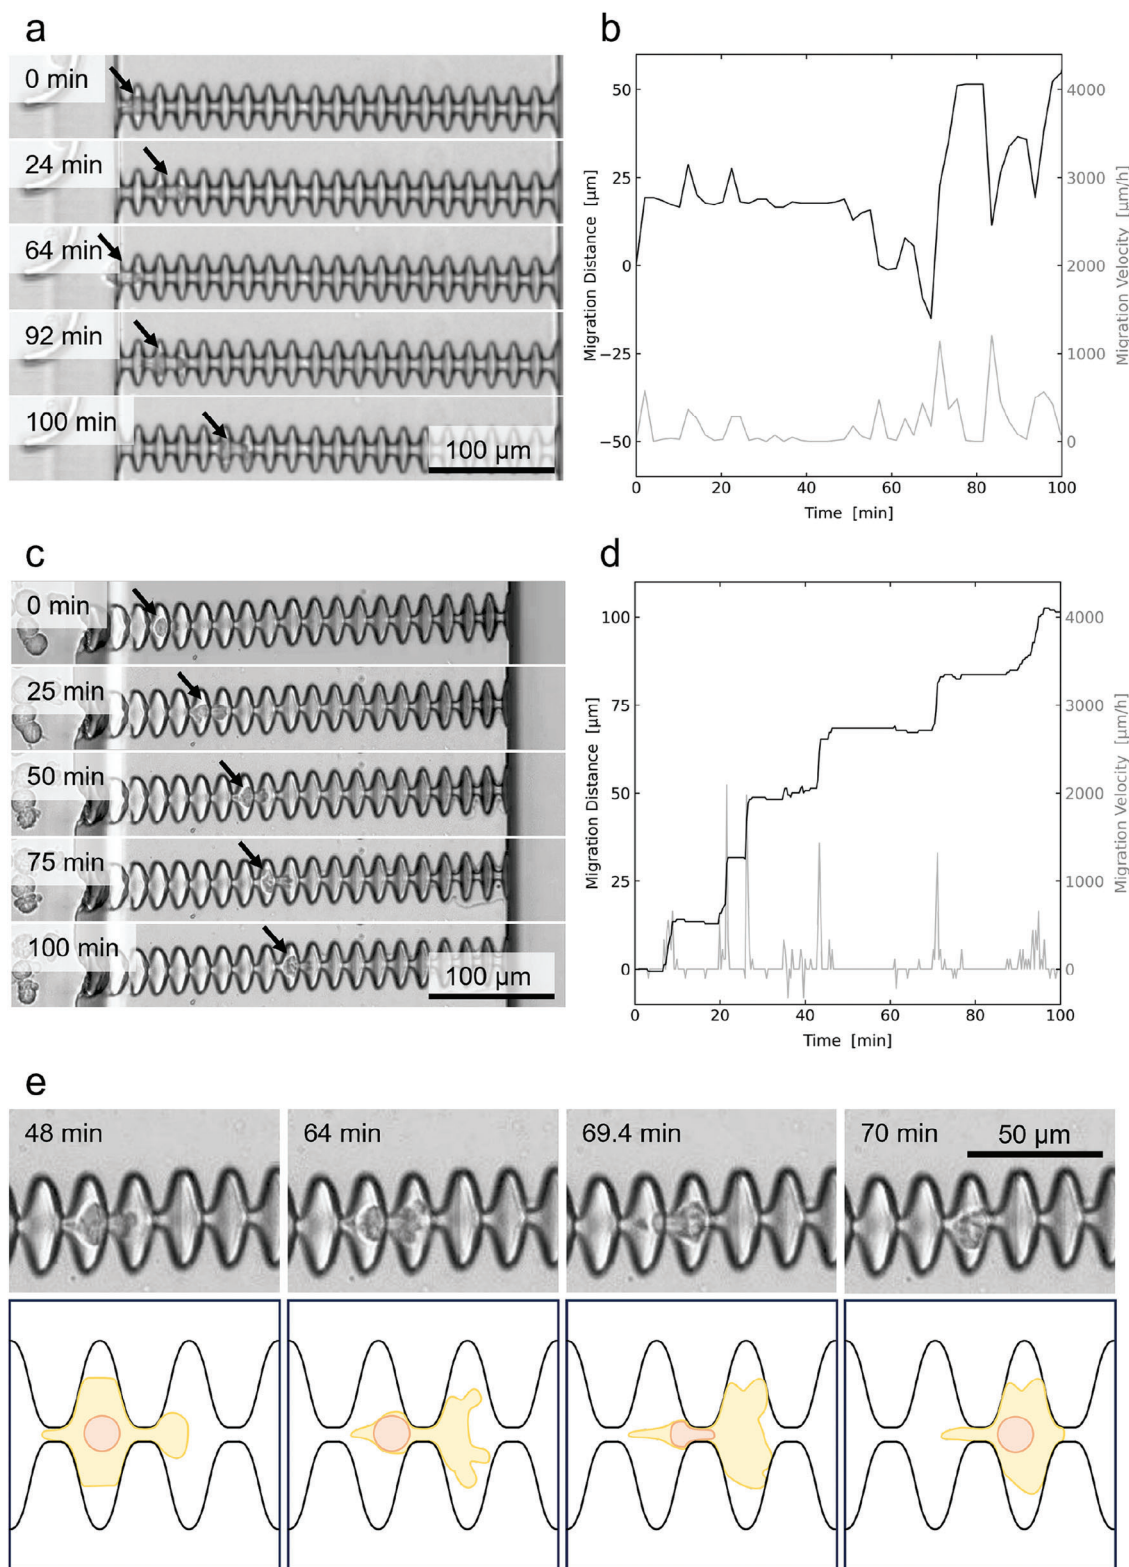 a
0 min
24 min
64 min
92 min
100 min
100 µm
b
50
25
0
−25
−50
Migration Distance [µm]
4000
3000
2000
1000
0
Migration Velocity [µm/h]
0 20 40 60 80 100
Time [min]
c
0 min
25 min
50 min
75 min
100 min
100 µm
d
100
75
50
25
0
Migration Distance [µm]
4000
3000
2000
1000
0
Migration Velocity [µm/h]
0 20 40 60 80 100
Time [min]
e
48 min
64 min
69.4 min
70 min
50 µm